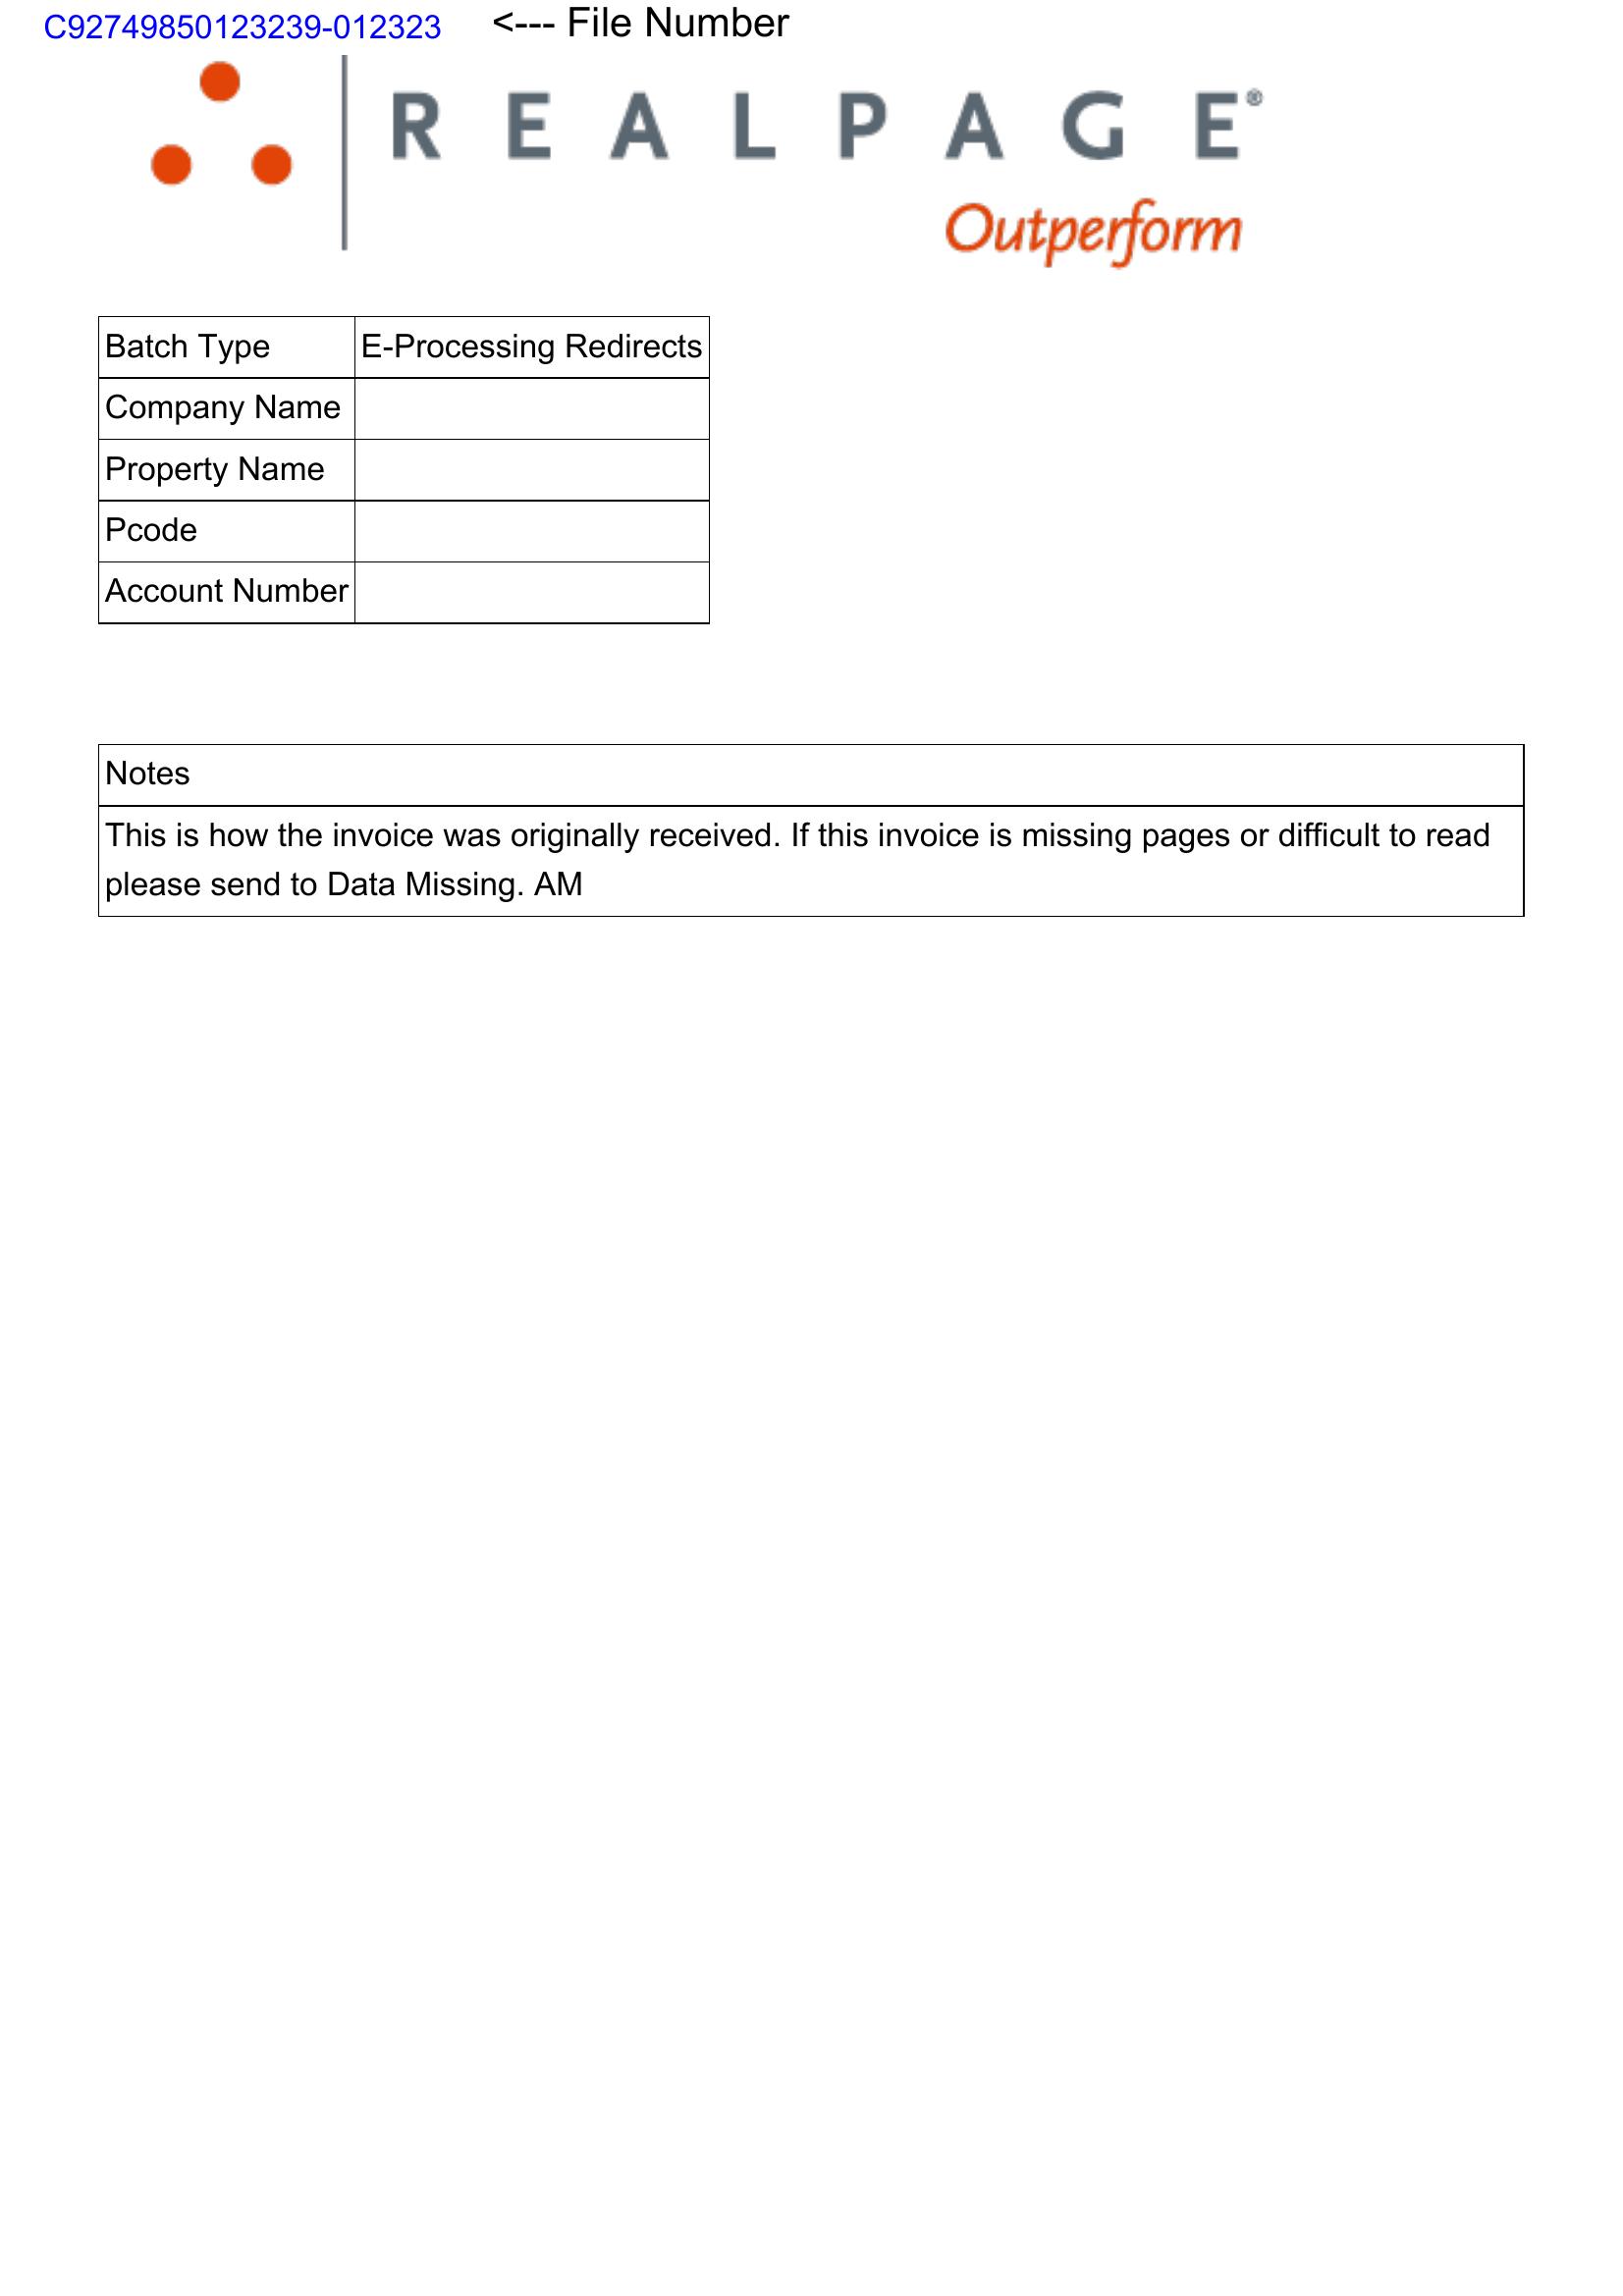 C92749850123239-012323 <--- File Number
REALPAGE®
Outperform
Batch Type E-Processing Redirects
Company Name
Property Name
Pcode
Account Number
Notes
This is how the invoice was originally received. If this invoice is missing pages or difficult to read
please send to Data Missing. AM